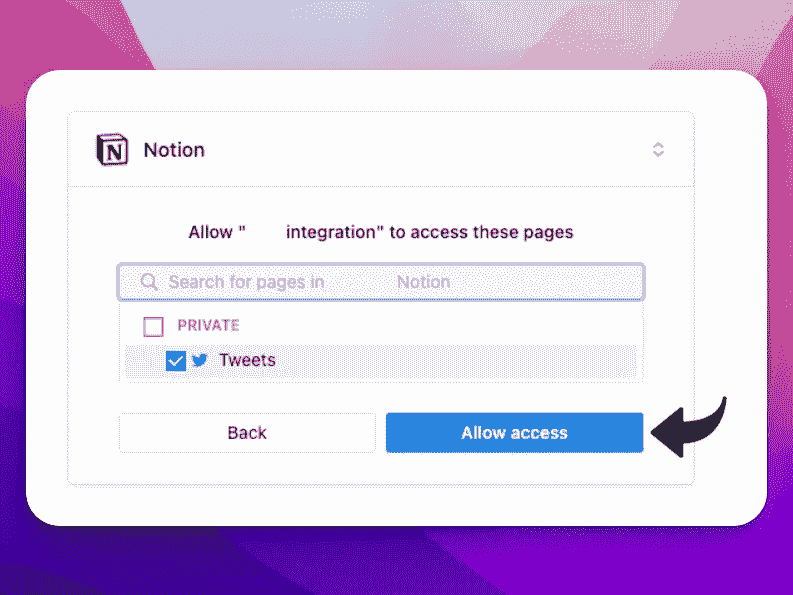 Notion
Allow " integration" to access these pages
Search for pages in Notion
PRIVATE
Tweets
Back
Allow access